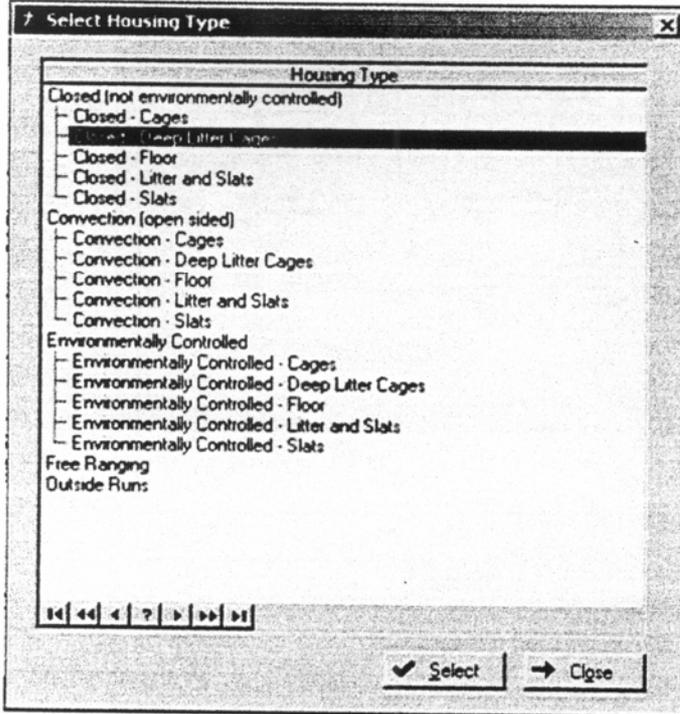 Select Housing Type
Housing Type
Closed (not environmentally controlled)
Closed - Cages
Closed - Deep Litter Cages
Closed - Floor
Closed - Litter and Slats
Closed - Slats
Convection (open sided)
Convection - Cages
Convection - Deep Litter Cages
Convection - Floor
Convection - Litter and Slats
Convection - Slats
Environmentally Controlled
Environmentally Controlled - Cages
Environmentally Controlled - Deep Litter Cages
Environmentally Controlled - Floor
Environmentally Controlled - Litter and Slats
Environmentally Controlled - Slats
Free Ranging
Outside Runs
?
Select Close